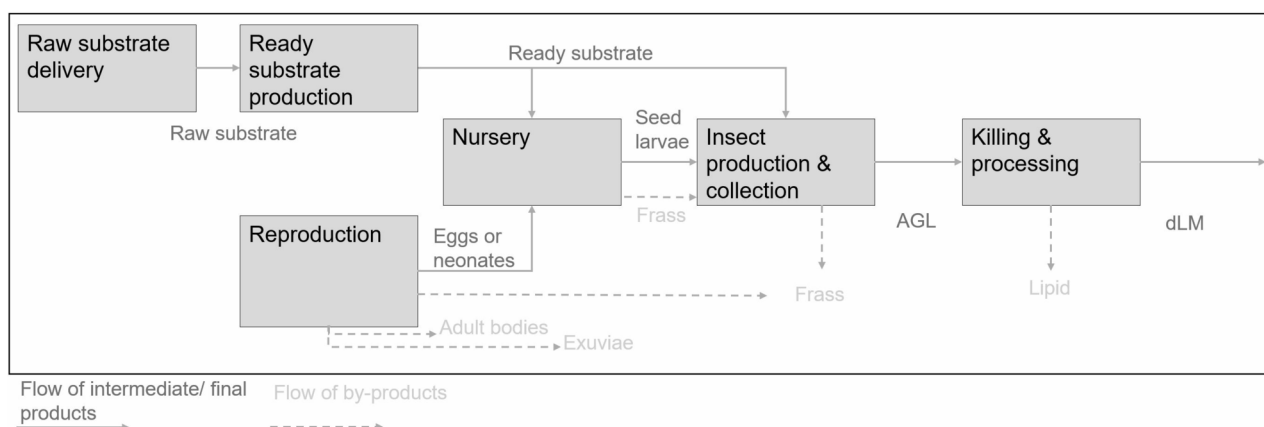 Raw substrate
delivery
Ready
substrate
production
Ready substrate
Raw substrate
Nursery
Seed
larvae
Insect
production &
collection
Killing &
processing
Frass
Reproduction
Eggs or
neonates
AGL
dLM
Frass
Lipid
Adult bodies
Exuviae
Flow of intermediate/ final
products
Flow of by-products